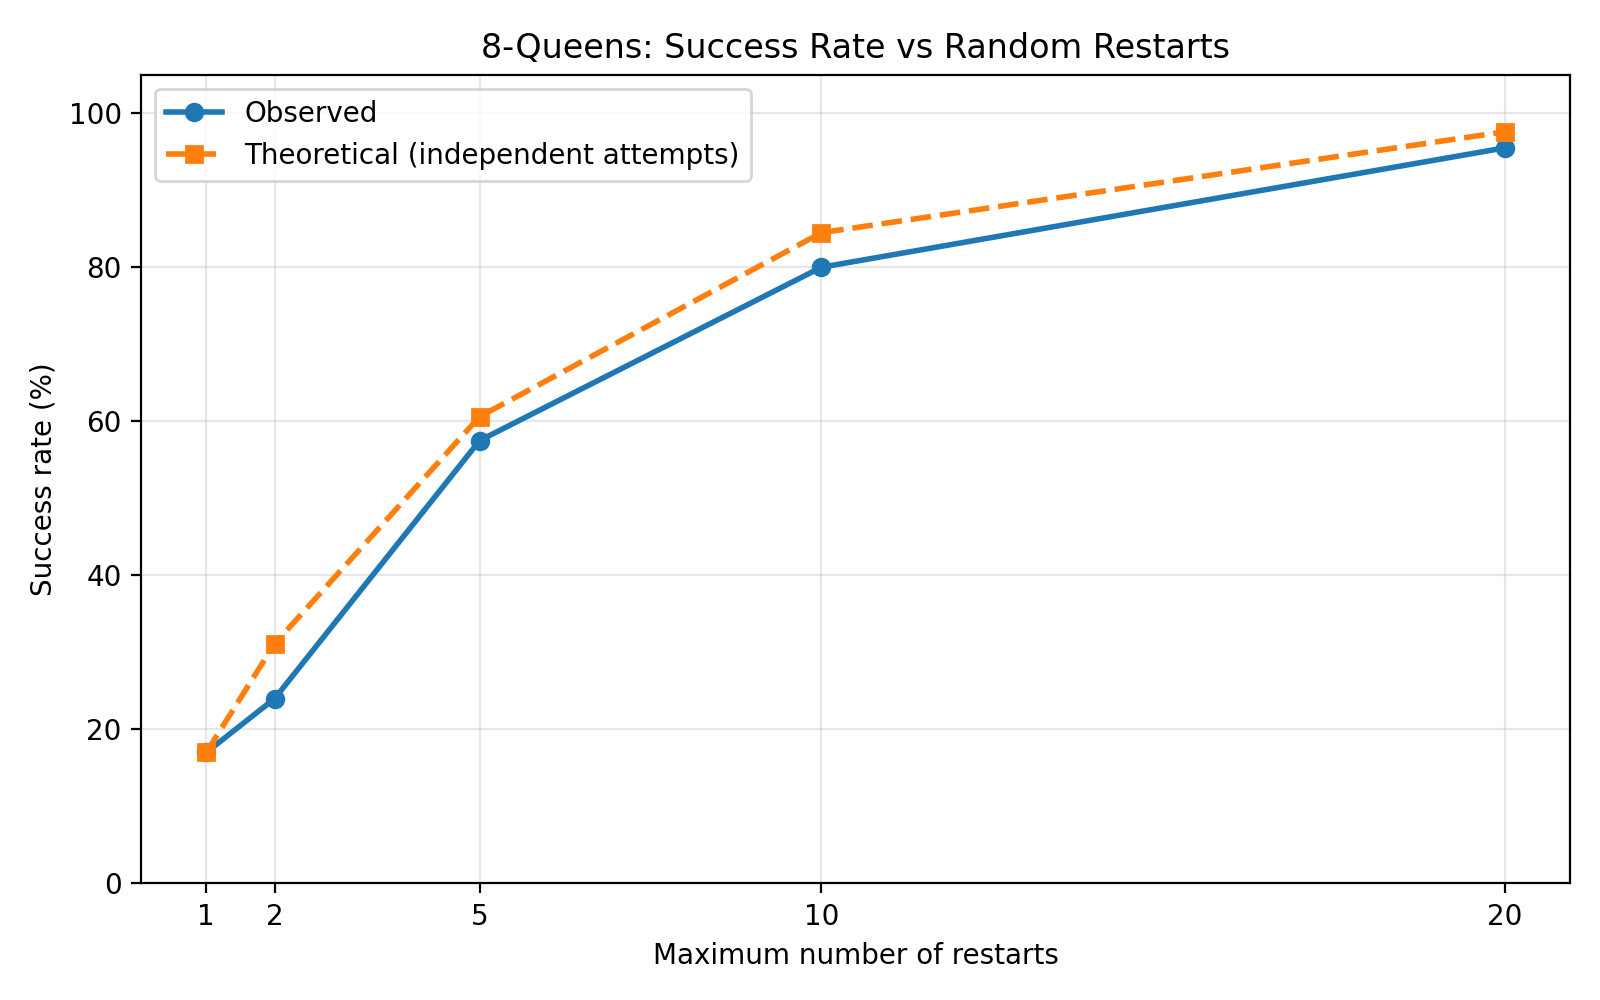 8-Queens: Success Rate vs Random Restarts
Observed
Theoretical (independent attempts)
Success rate (%)
100
80
60
40
20
0
1 2 5 10 20
Maximum number of restarts